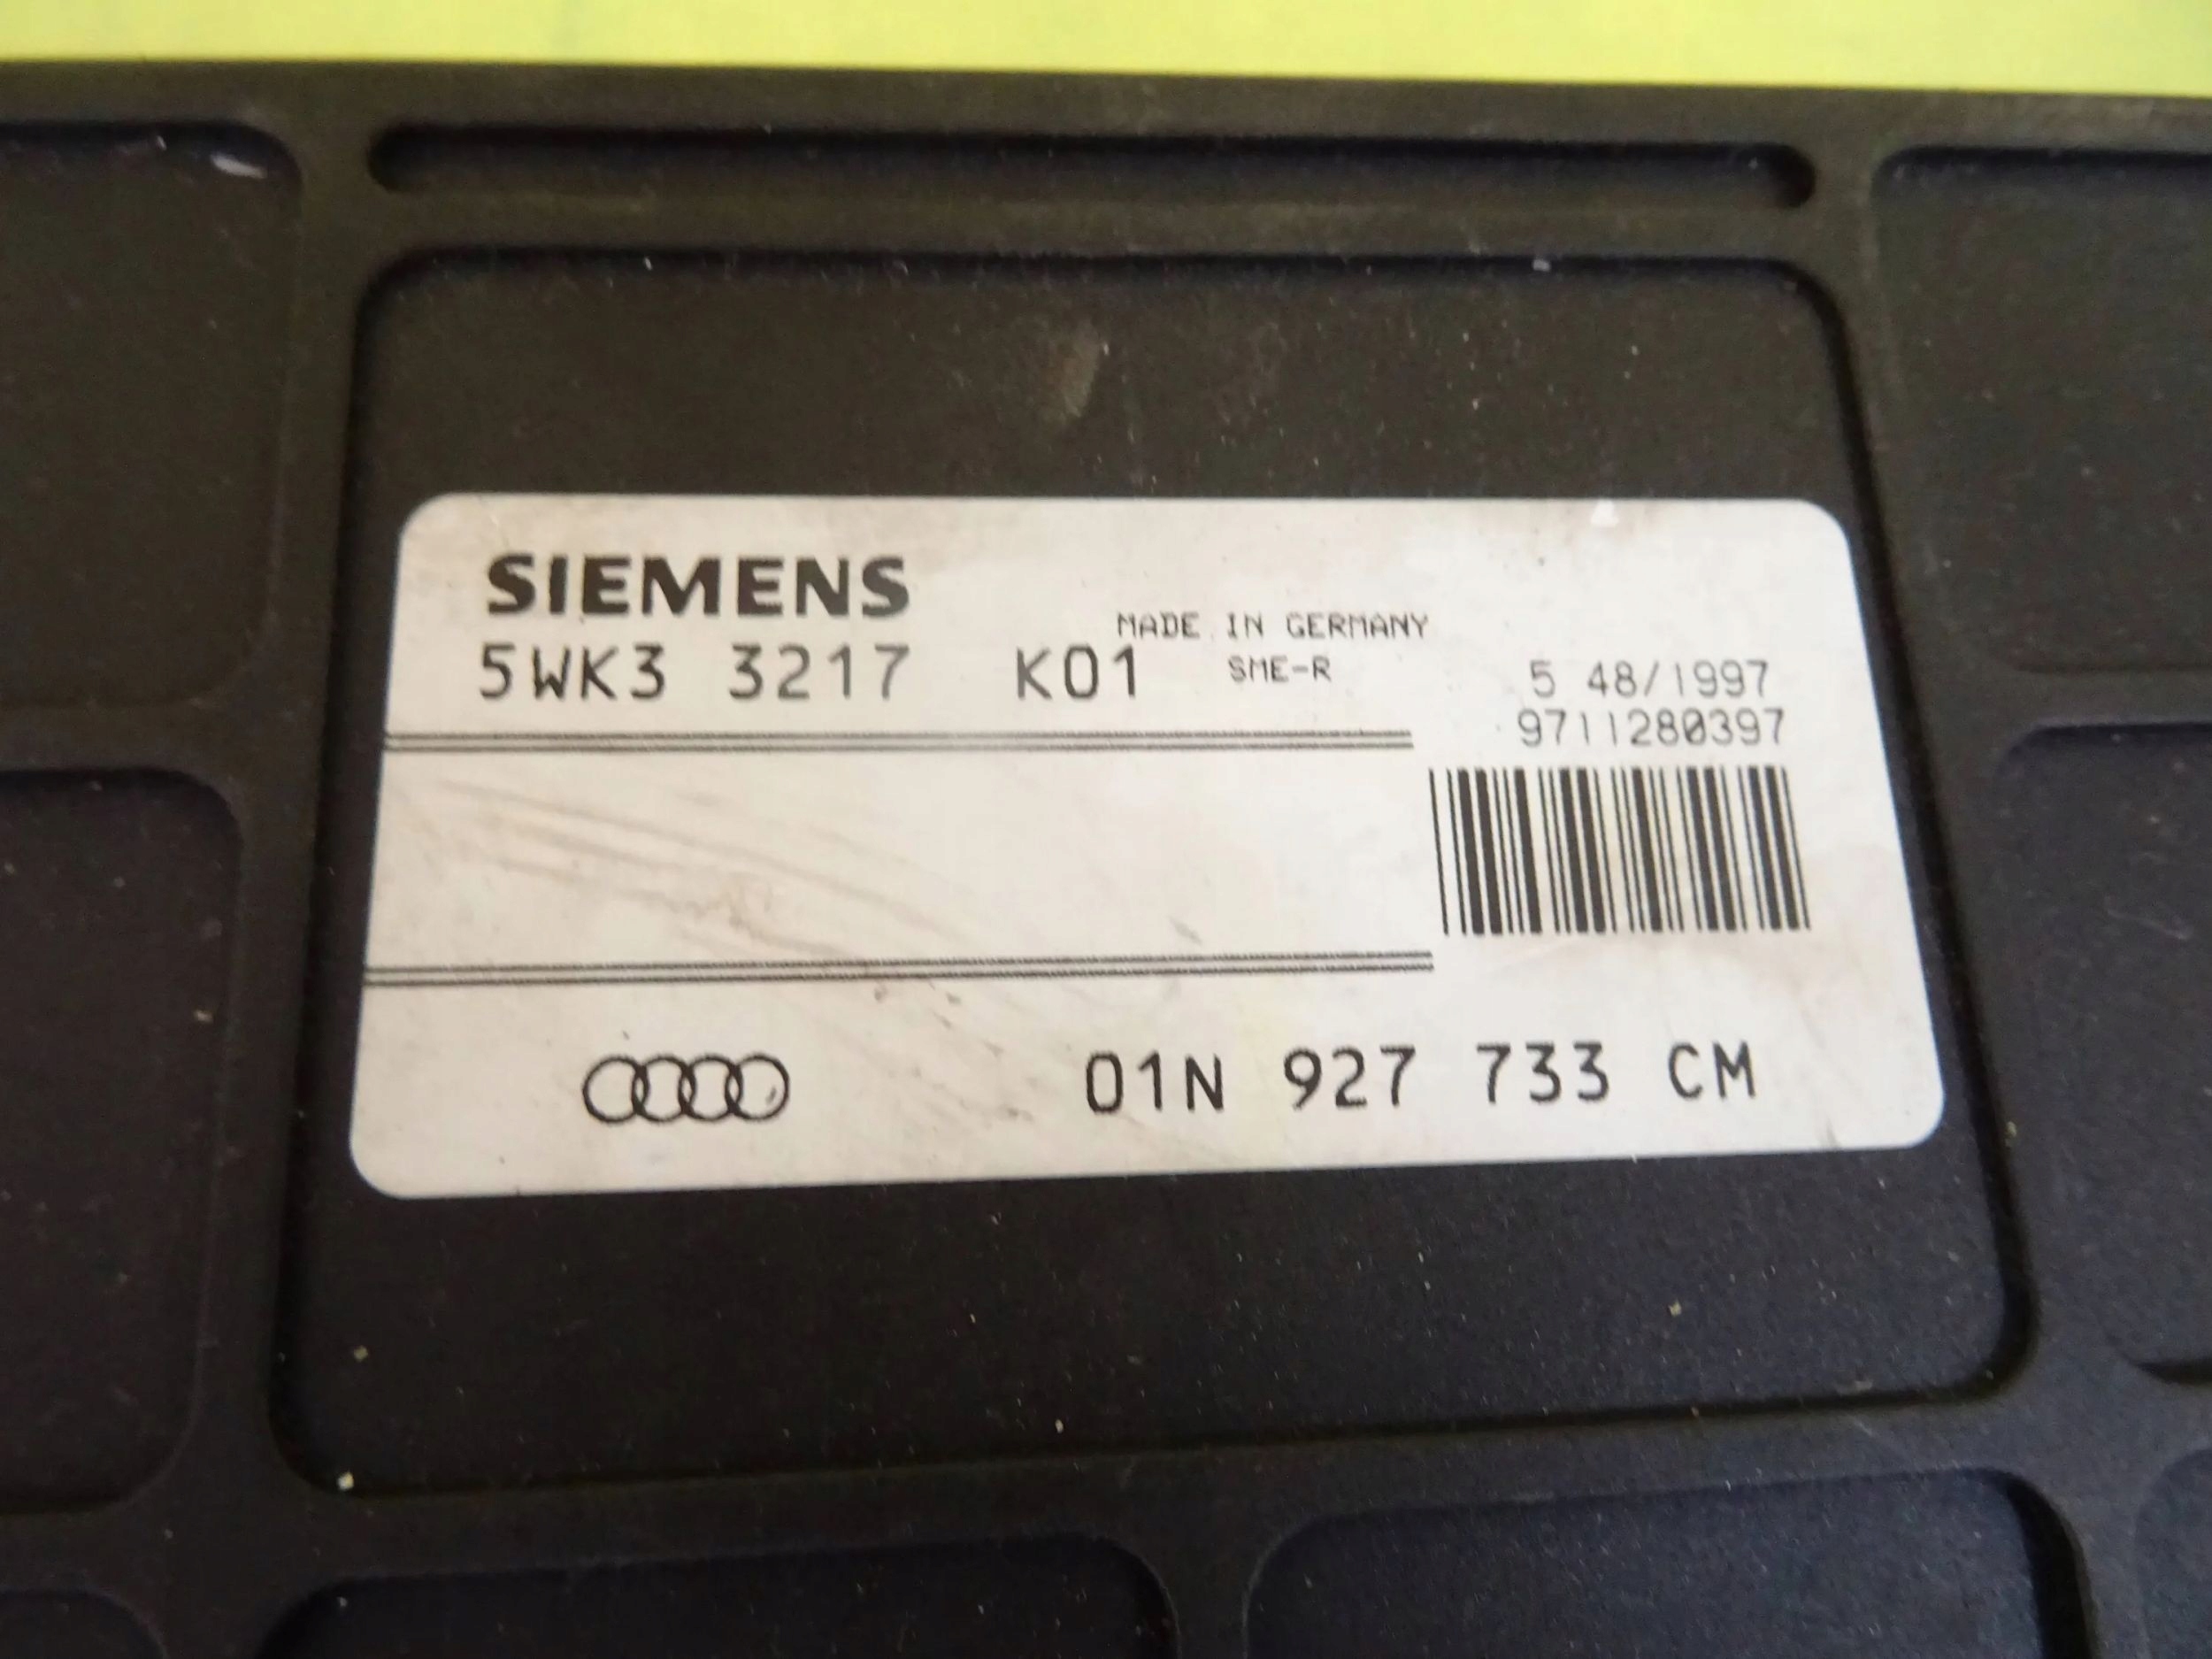 SIEMENS
MADE IN GERMANY
5WK3 3217 K01 SME-R 5 48/1997
9711280397
01N 927 733 CM